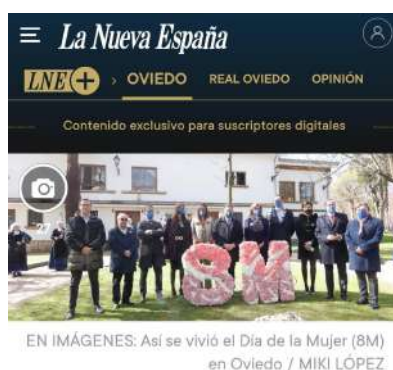 La Nueva España
LNE+ › OVIEDO REAL OVIEDO OPINIÓN
Contenido exclusivo para suscriptores digitales
8M
EN IMÁGENES: Así se vivió el Día de la Mujer (8M)
en Oviedo / MIKI LÓPEZ